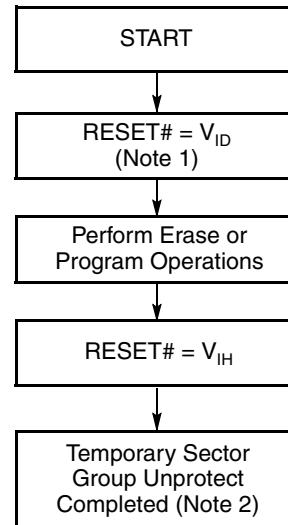 START
RESET# = V_ID
(Note 1)
Perform Erase or
Program Operations
RESET# = V_IH
Temporary Sector
Group Unprotect
Completed (Note 2)